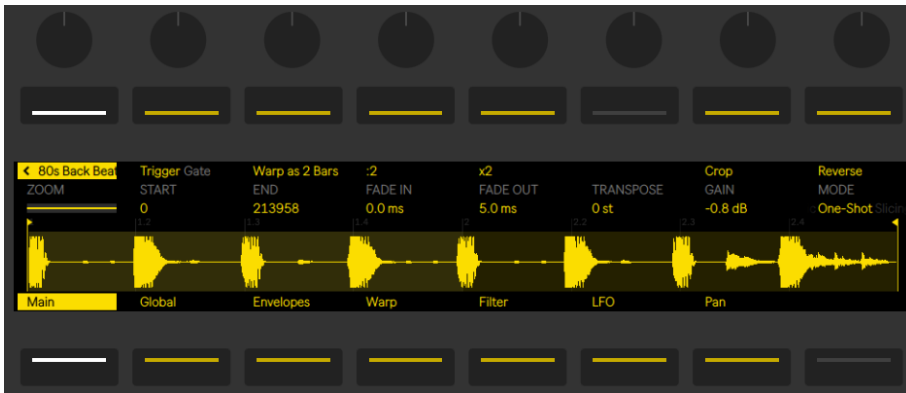 < 80s Back Beat Trigger Gate Warp as 2 Bars :2 x2 Crop Reverse
ZOOM START END FADE IN FADE OUT TRANSPOSE GAIN MODE
0 213958 0.0 ms 5.0 ms 0 st -0.8 dB One-Shot Slicin
1.2 1.3 1.4 2 2.2 2.3 2.4
Main Global Envelopes Warp Filter LFO Pan